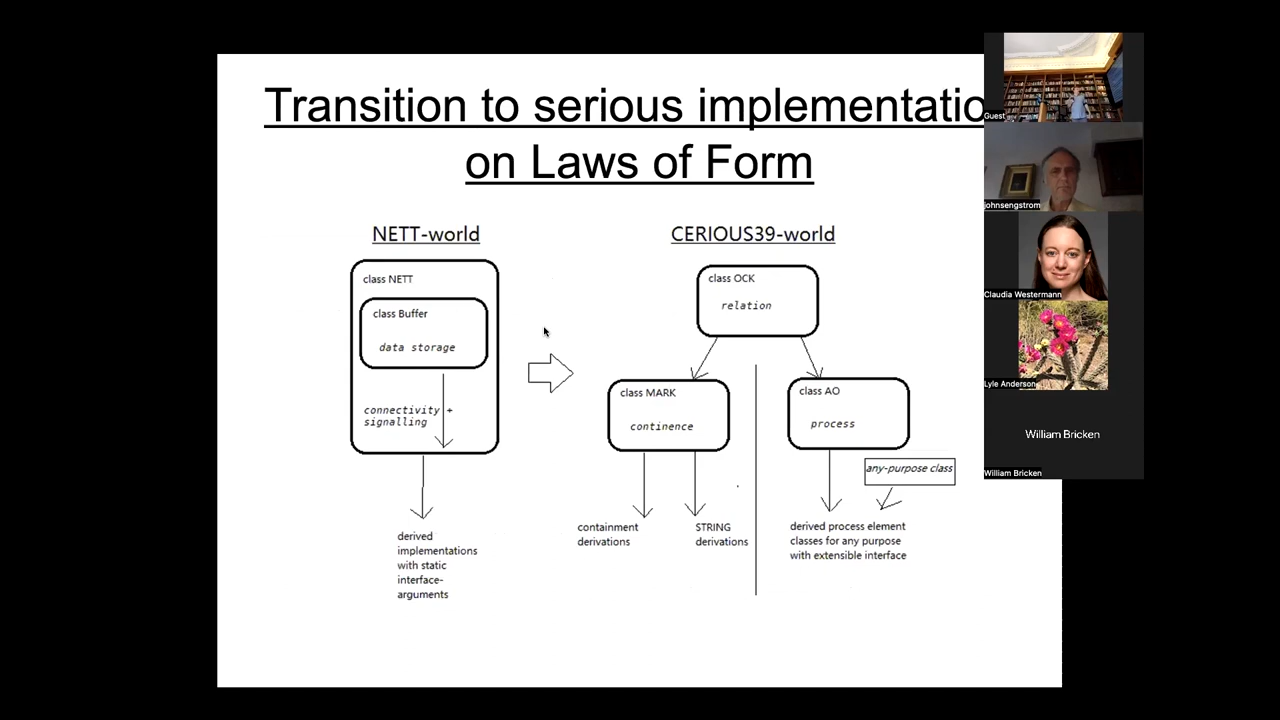 Transition to serious implementatio
on Laws of Form
NETT-world
class NETT
class Buffer
data storage
connectivity +
signalling
derived
implementations
with static
interface-
arguments
CERIOUS39-world
class OCK
relation
class MARK
continence
class AO
process
any-purpose class
containment
derivations
STRING
derivations
derived process element
classes for any purpose
with extensible interface
Guest
johnsengstrom
Claudia Westermann
Lyle Anderson
William Bricken
William Bricken